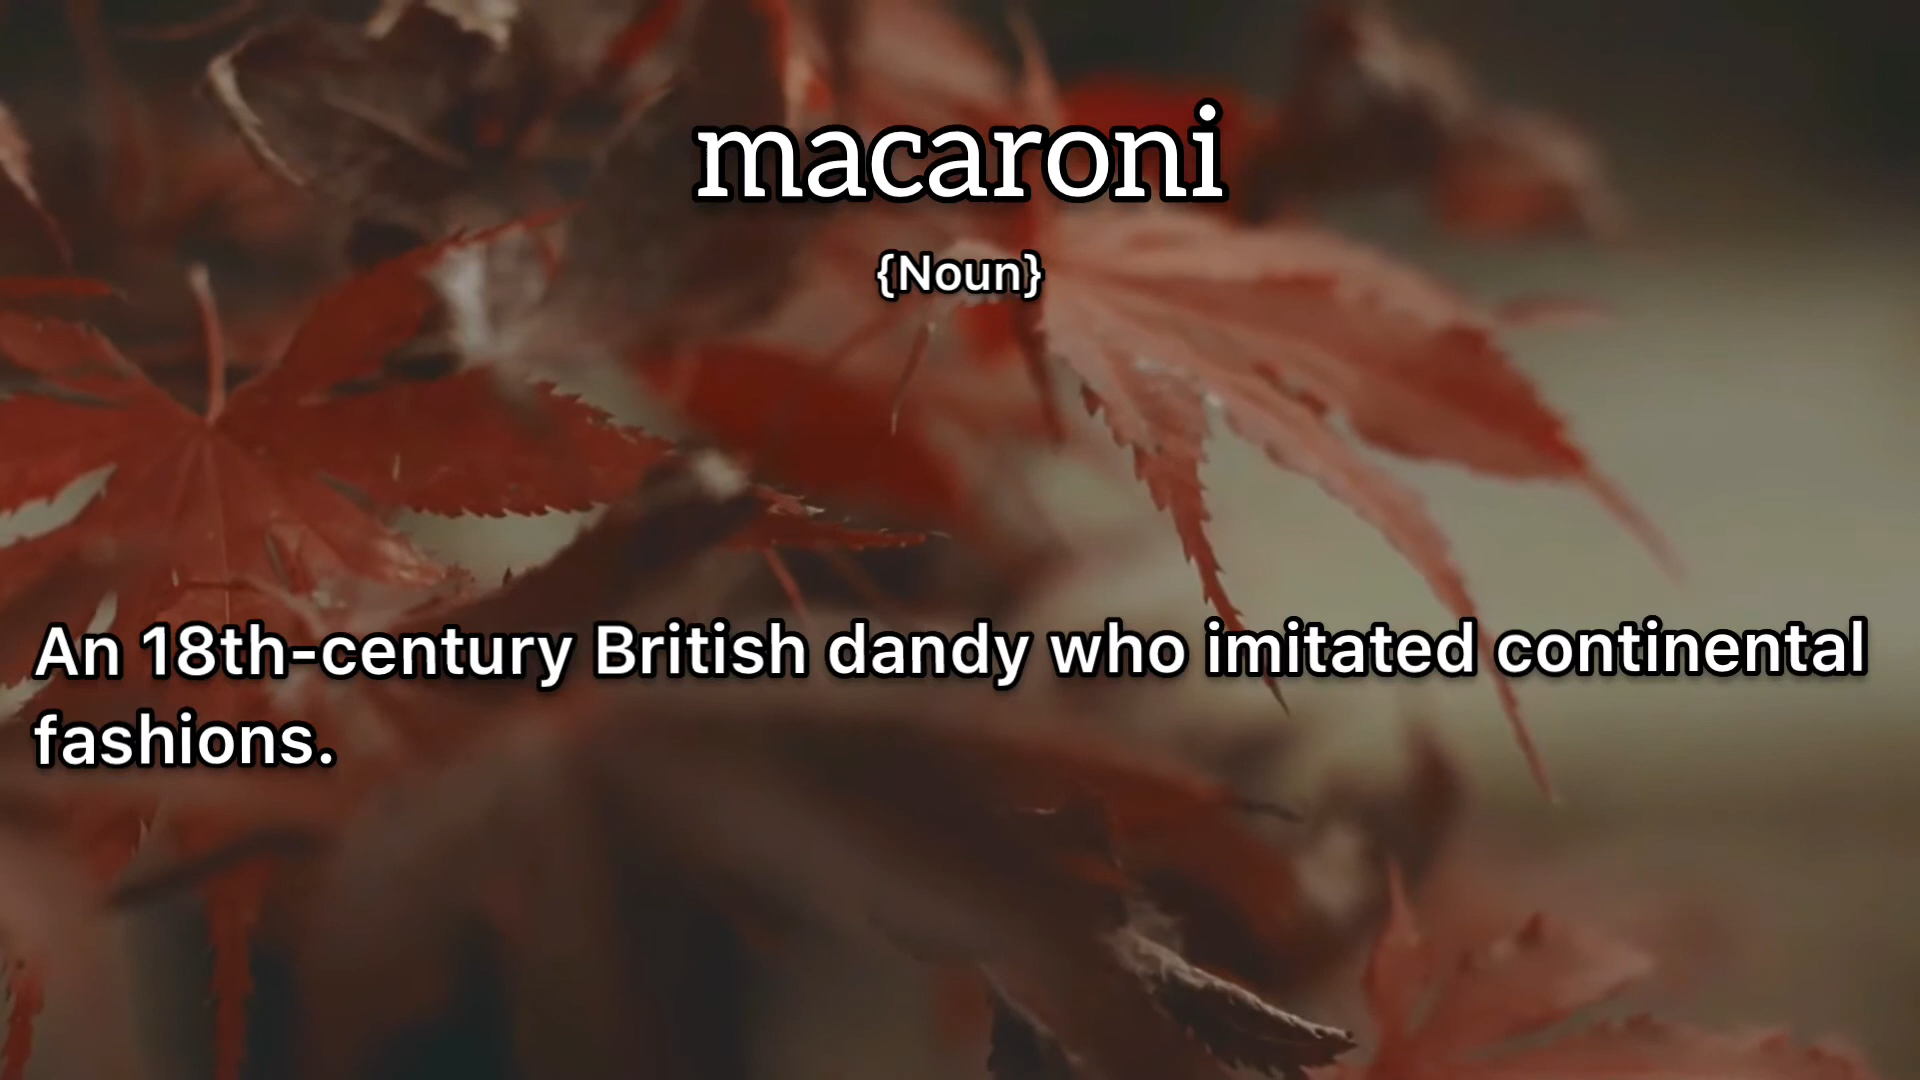 macaroni
{Noun}
An 18th-century British dandy who imitated continental
fashions.